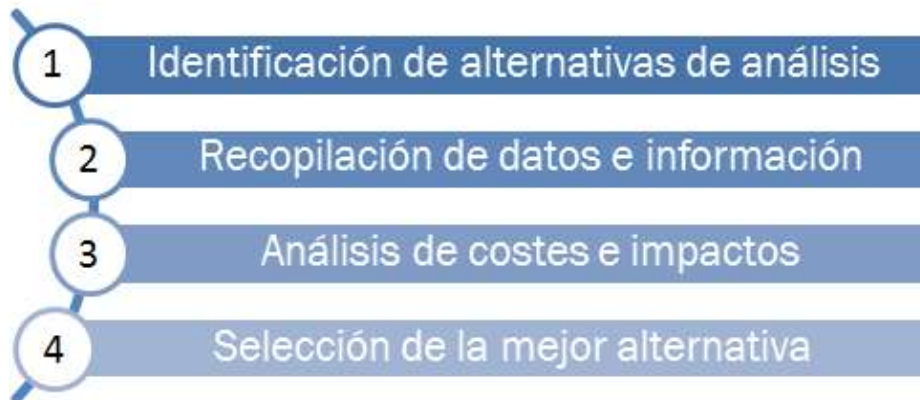 1 Identificación de alternativas de análisis
2 Recopilación de datos e información
3 Análisis de costes e impactos
4 Selección de la mejor alternativa